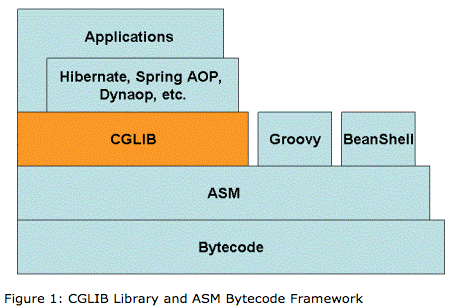 Applications
Hibernate, Spring AOP,
Dynaop, etc.
CGLIB
Groovy
BeanShell
ASM
Bytecode
Figure 1: CGLIB Library and ASM Bytecode Framework